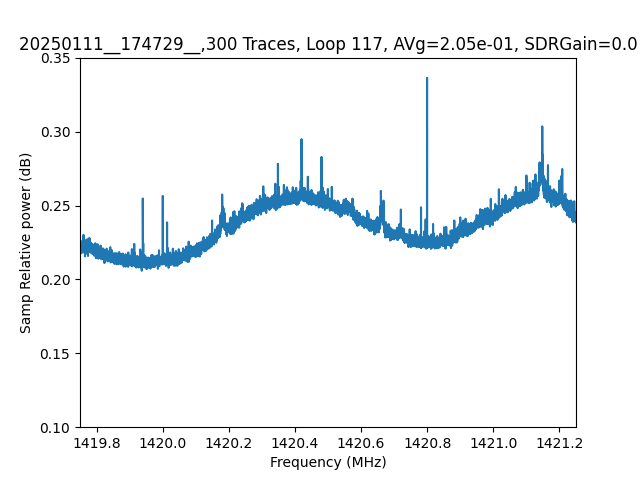 20250111__174729__,300 Traces, Loop 117, AVg=2.05e-01, SDRGain=0.0
0.35
0.30
0.25
0.20
0.15
0.10
Samp Relative power (dB)
1419.8 1420.0 1420.2 1420.4 1420.6 1420.8 1421.0 1421.2
Frequency (MHz)